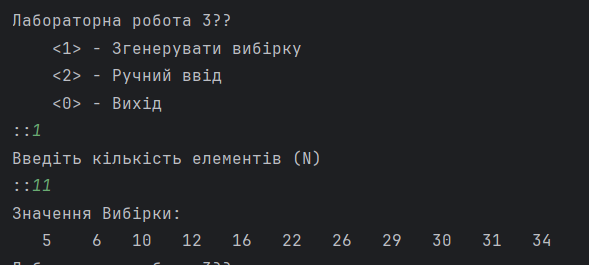 Лабораторна робота 3??
<1> - Згенерувати вибірку
<2> - Ручний ввід
<0> - Вихід
::1
Введіть кількість елементів (N)
::11
Значення Вибірки:
5 6 10 12 16 22 26 29 30 31 34